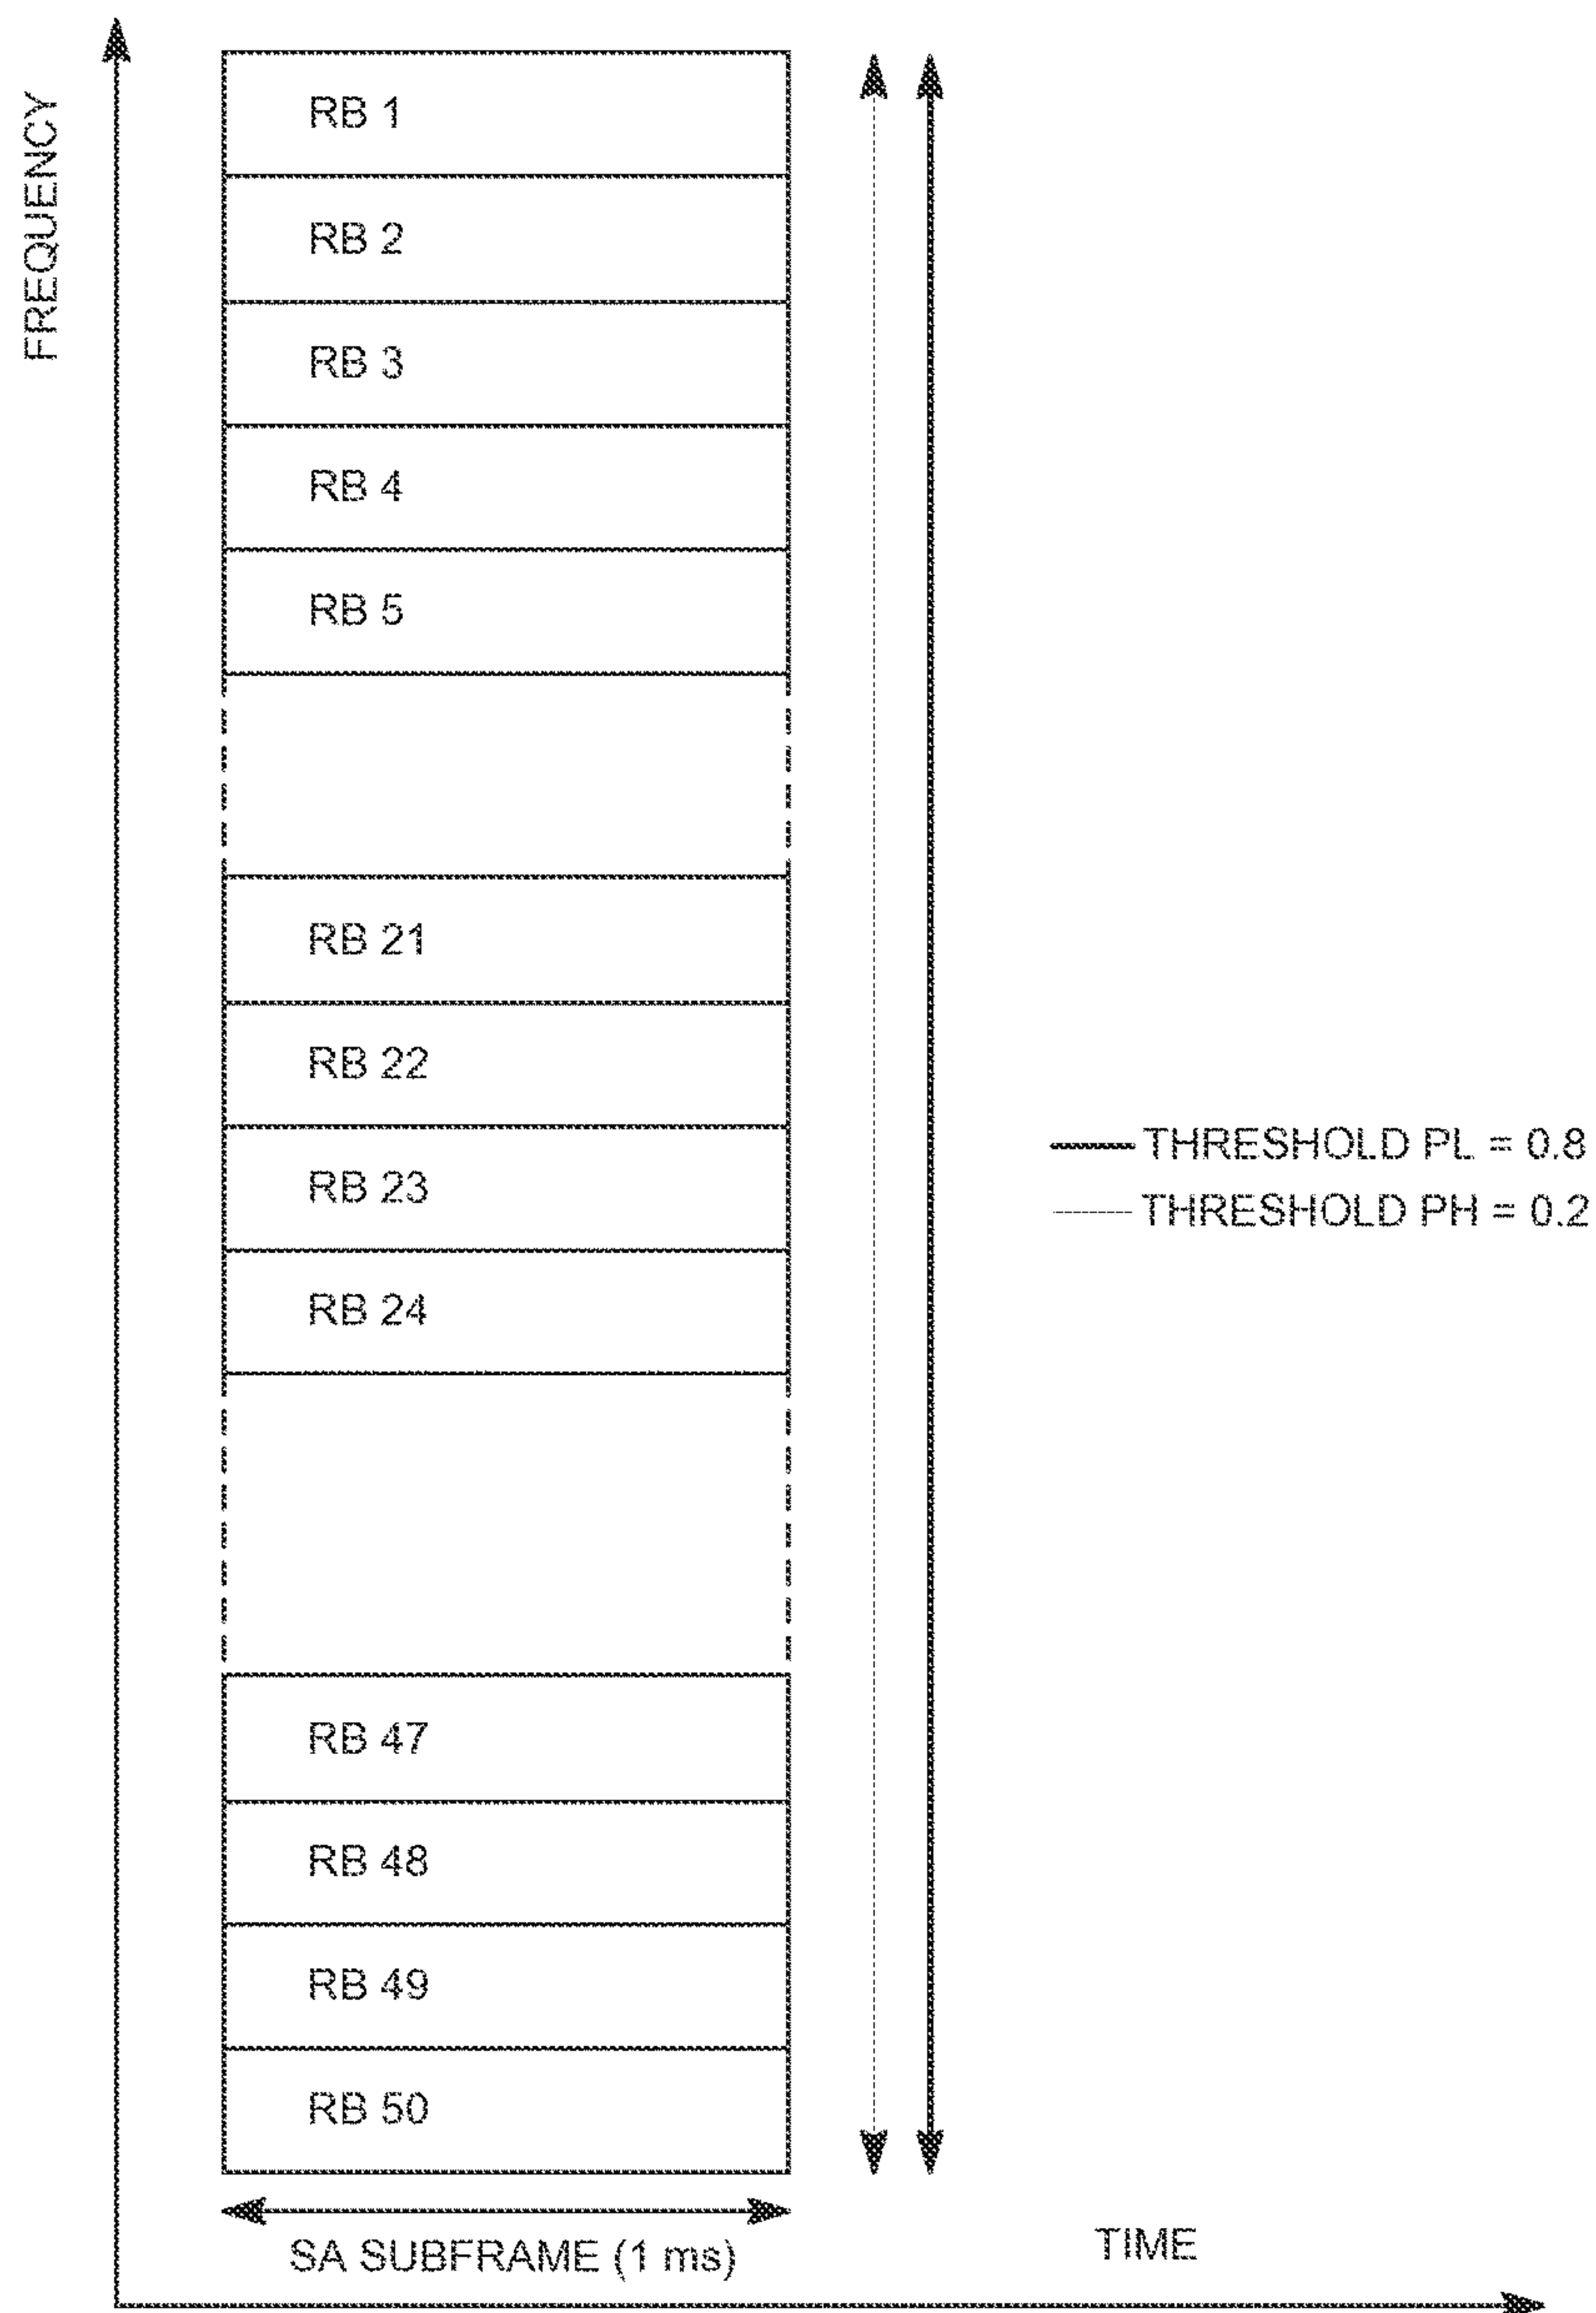 FREQUENCY
RB 1
RB 2
RB 3
RB 4
RB 5
RB 21
RB 22
RB 23
RB 24
THRESHOLD PL = 0.8
THRESHOLD PH = 0.2
RB 47
RB 48
RB 49
RB 50
SA SUBFRAME (1 ms)
TIME